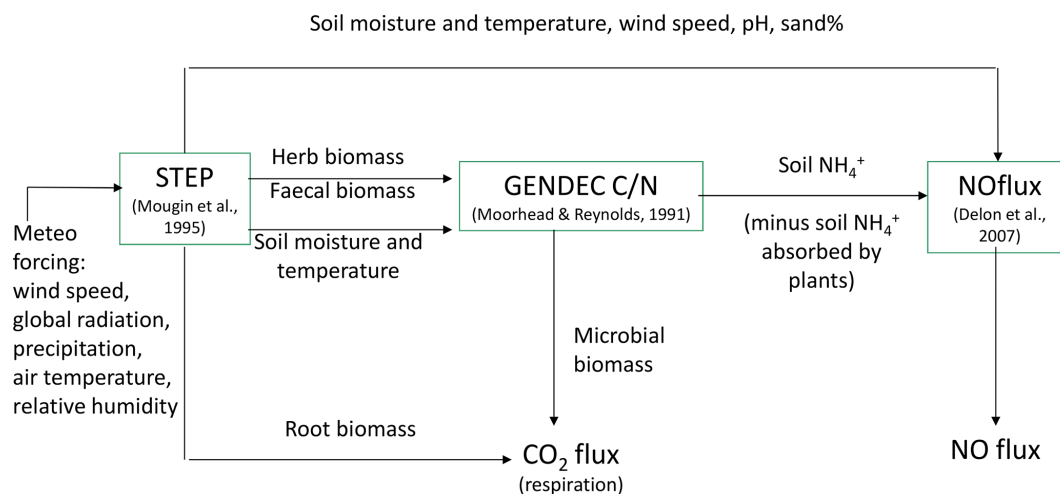 Soil moisture and temperature, wind speed, pH, sand%
STEP
(Mougin et al.,
1995)
Herb biomass
Faecal biomass
Soil moisture and
temperature
GENDEC C/N
(Moorhead & Reynolds, 1991)
Soil NH₄⁺
(minus soil NH₄⁺
absorbed by
plants)
NOflux
(Delon et al.,
2007)
Meteo
forcing:
wind speed,
global radiation,
precipitation,
air temperature,
relative humidity
Microbial
biomass
Root biomass
CO₂ flux
(respiration)
NO flux